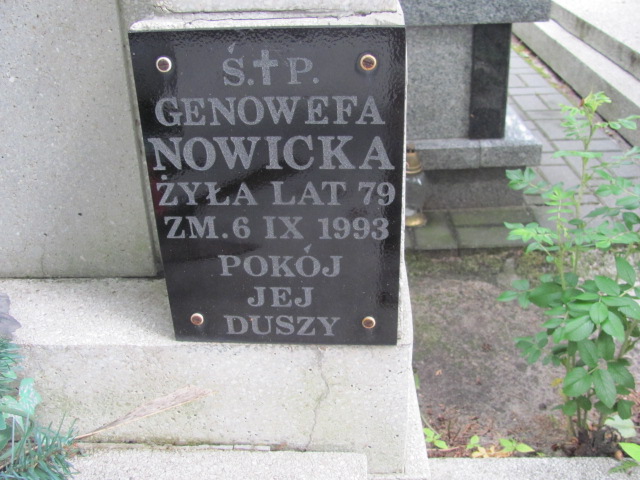 Ś.†P.
GENOWEFA
NOWICKA
ŻYŁA LAT 79
ZM. 6 IX 1993
POKÓJ
JEJ
DUSZY